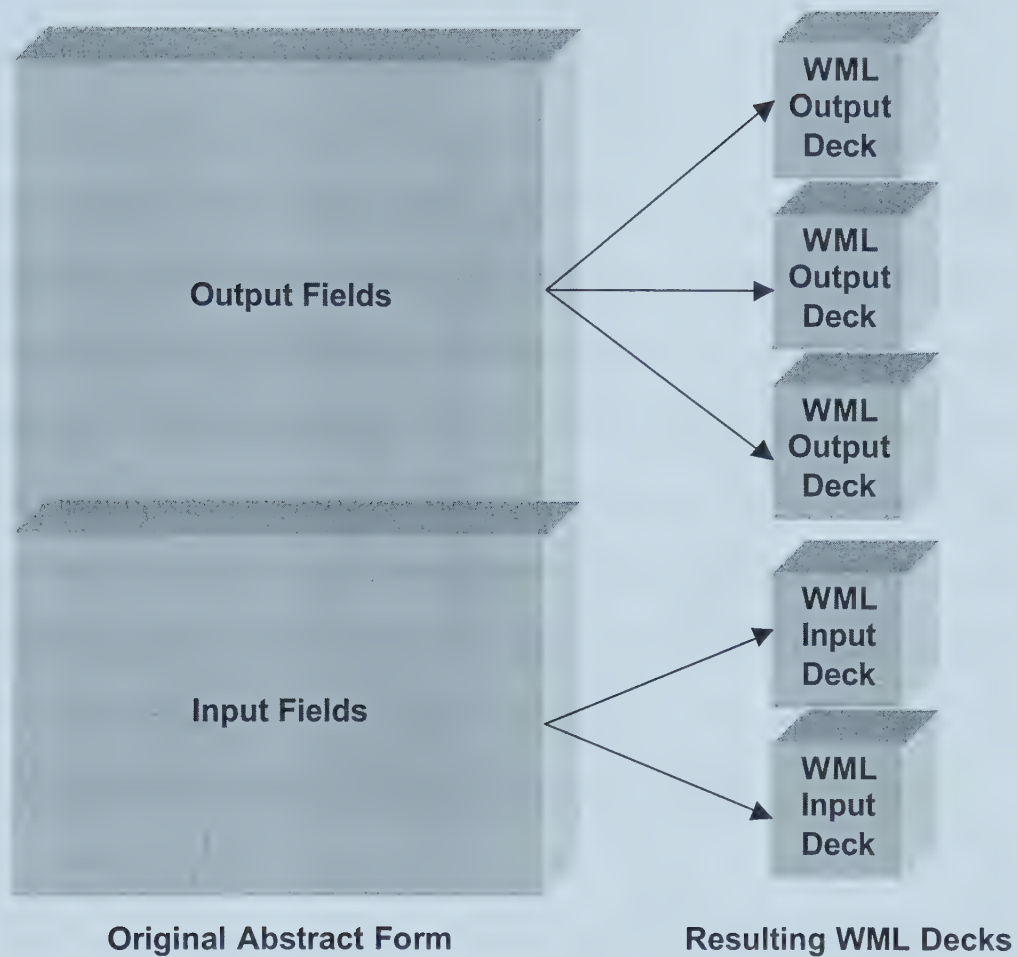 Output Fields
WML
Output
Deck
WML
Output
Deck
WML
Output
Deck
Input Fields
WML
Input
Deck
WML
Input
Deck
Original Abstract Form
Resulting WML Decks